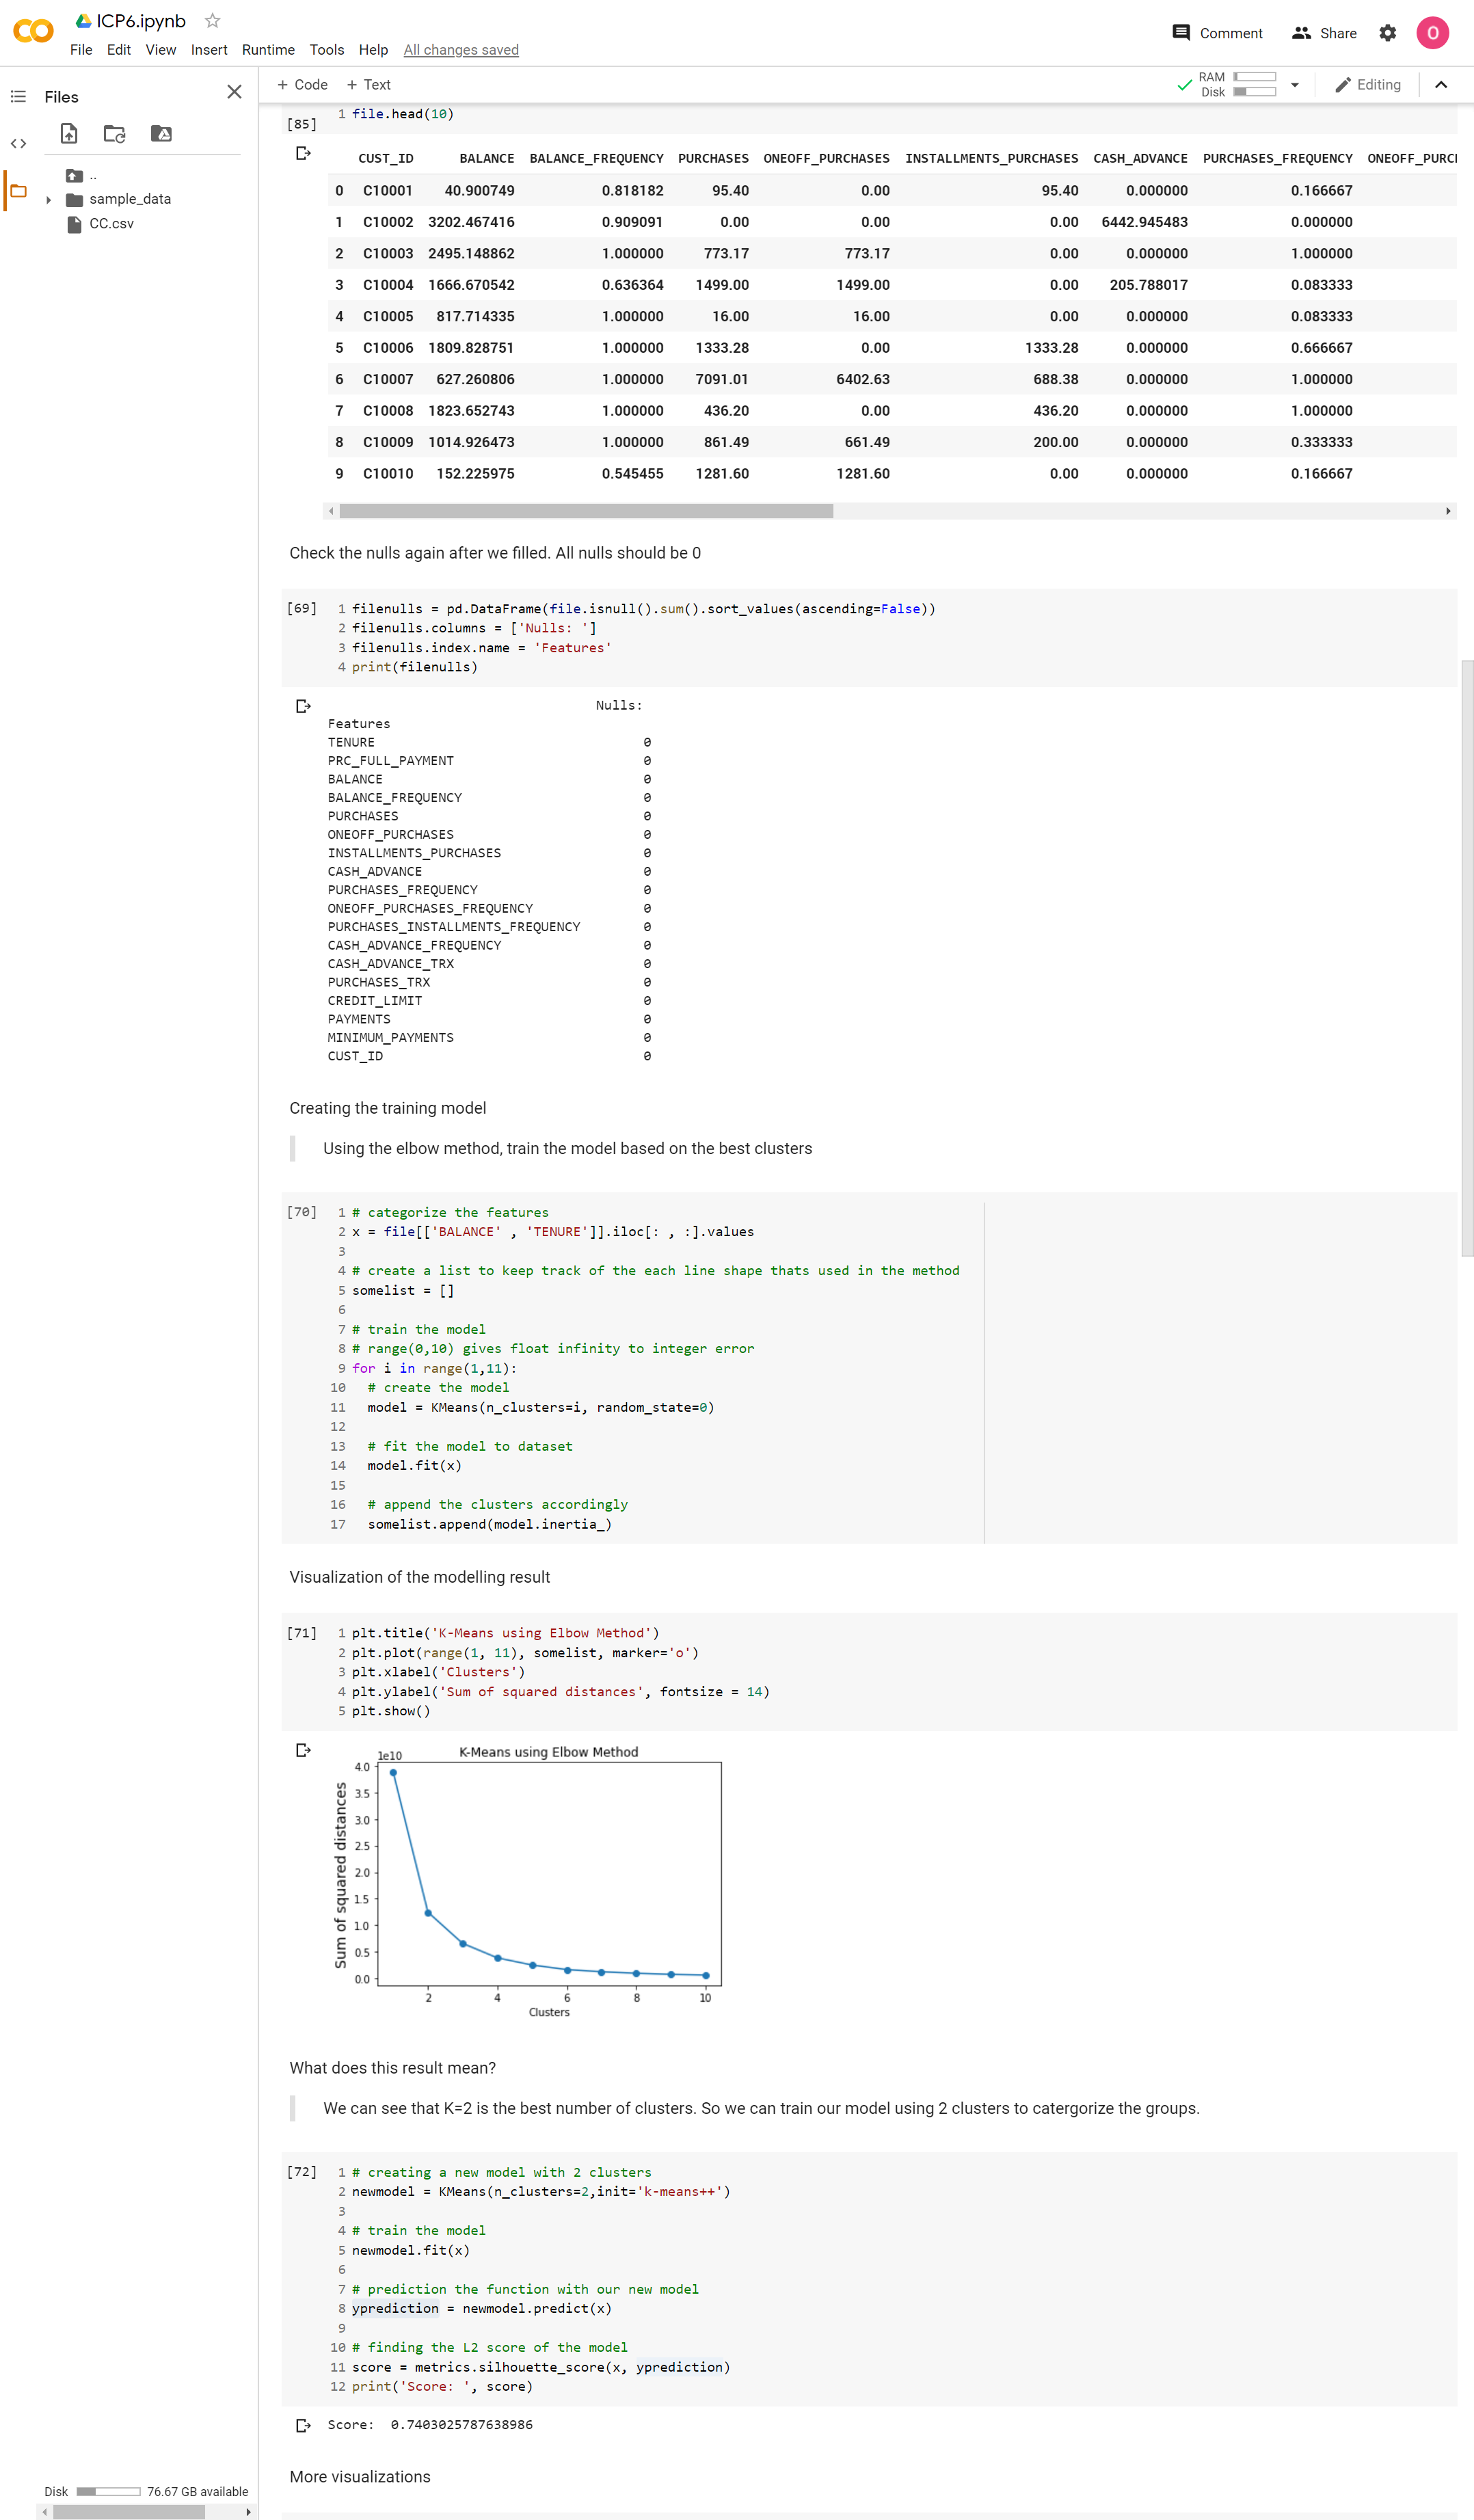 ICP6.ipynb
File Edit View Insert Runtime Tools Help All changes saved
Comment Share O
Files
+ Code + Text
RAM
Disk
Editing
..
sample_data
CC.csv
[85] 1 file.head(10)
CUST_ID BALANCE BALANCE_FREQUENCY PURCHASES ONEOFF_PURCHASES INSTALLMENTS_PURCHASES CASH_ADVANCE PURCHASES_FREQUENCY ONEOFF_PURCI
0 C10001 40.900749 0.818182 95.40 0.00 95.40 0.000000 0.166667
1 C10002 3202.467416 0.909091 0.00 0.00 0.00 6442.945483 0.000000
2 C10003 2495.148862 1.000000 773.17 773.17 0.00 0.000000 1.000000
3 C10004 1666.670542 0.636364 1499.00 1499.00 0.00 205.788017 0.083333
4 C10005 817.714335 1.000000 16.00 16.00 0.00 0.000000 0.083333
5 C10006 1809.828751 1.000000 1333.28 0.00 1333.28 0.000000 0.666667
6 C10007 627.260806 1.000000 7091.01 6402.63 688.38 0.000000 1.000000
7 C10008 1823.652743 1.000000 436.20 0.00 436.20 0.000000 1.000000
8 C10009 1014.926473 1.000000 861.49 661.49 200.00 0.000000 0.333333
9 C10010 152.225975 0.545455 1281.60 1281.60 0.00 0.000000 0.166667
Check the nulls again after we filled. All nulls should be 0
[69] 1 filenulls = pd.DataFrame(file.isnull().sum().sort_values(ascending=False))
2 filenulls.columns = ['Nulls: ']
3 filenulls.index.name = 'Features'
4 print(filenulls)
Nulls:
Features
TENURE 0
PRC_FULL_PAYMENT 0
BALANCE 0
BALANCE_FREQUENCY 0
PURCHASES 0
ONEOFF_PURCHASES 0
INSTALLMENTS_PURCHASES 0
CASH_ADVANCE 0
PURCHASES_FREQUENCY 0
ONEOFF_PURCHASES_FREQUENCY 0
PURCHASES_INSTALLMENTS_FREQUENCY 0
CASH_ADVANCE_FREQUENCY 0
CASH_ADVANCE_TRX 0
PURCHASES_TRX 0
CREDIT_LIMIT 0
PAYMENTS 0
MINIMUM_PAYMENTS 0
CUST_ID 0
Creating the training model
Using the elbow method, train the model based on the best clusters
[70] 1 # categorize the features
2 x = file[['BALANCE' , 'TENURE']].iloc[: , :].values
3
4 # create a list to keep track of the each line shape thats used in the method
5 somelist = []
6
7 # train the model
8 # range(0,10) gives float infinity to integer error
9 for i in range(1,11):
10 # create the model
11 model = KMeans(n_clusters=i, random_state=0)
12
13 # fit the model to dataset
14 model.fit(x)
15
16 # append the clusters accordingly
17 somelist.append(model.inertia_)
Visualization of the modelling result
[71] 1 plt.title('K-Means using Elbow Method')
2 plt.plot(range(1, 11), somelist, marker='o')
3 plt.xlabel('Clusters')
4 plt.ylabel('Sum of squared distances', fontsize = 14)
5 plt.show()
1e10 K-Means using Elbow Method
4.0
3.5
3.0
2.5
2.0
1.5
1.0
0.5
0.0
Sum of squared distances
2 4 6 8 10
Clusters
What does this result mean?
We can see that K=2 is the best number of clusters. So we can train our model using 2 clusters to catergorize the groups.
[72] 1 # creating a new model with 2 clusters
2 newmodel = KMeans(n_clusters=2,init='k-means++')
3
4 # train the model
5 newmodel.fit(x)
6
7 # prediction the function with our new model
8 yprediction = newmodel.predict(x)
9
10 # finding the L2 score of the model
11 score = metrics.silhouette_score(x, yprediction)
12 print('Score: ', score)
Score: 0.7403025787638986
More visualizations
Disk 76.67 GB available